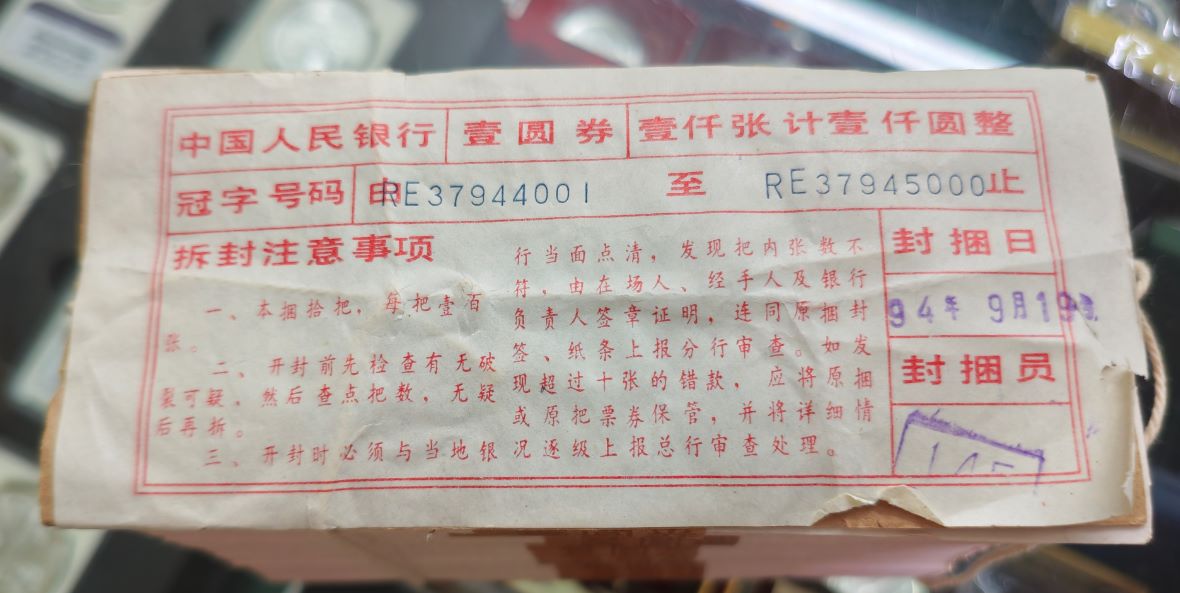 中国人民银行 壹圆券 壹仟张计壹仟圆整
冠字号码 由RE37944001 至 RE37945000止
拆封注意事项
一、本捆拾把，每把壹百
张。
二、开封前先检查有无破
裂可疑，然后查点把数，无疑
后再折。
三、开封时必须与当地银
行当面点清，发现把内张数不
符，由在场人、经手人及银行
负责人签章证明，连同原捆封
签、纸条上报分行审查。如发
现超过十张的错款，应将原捆
或原把票券保管，并将详细情
况逐级上报总行审查处理。
封捆日
94年 9月19
封捆员